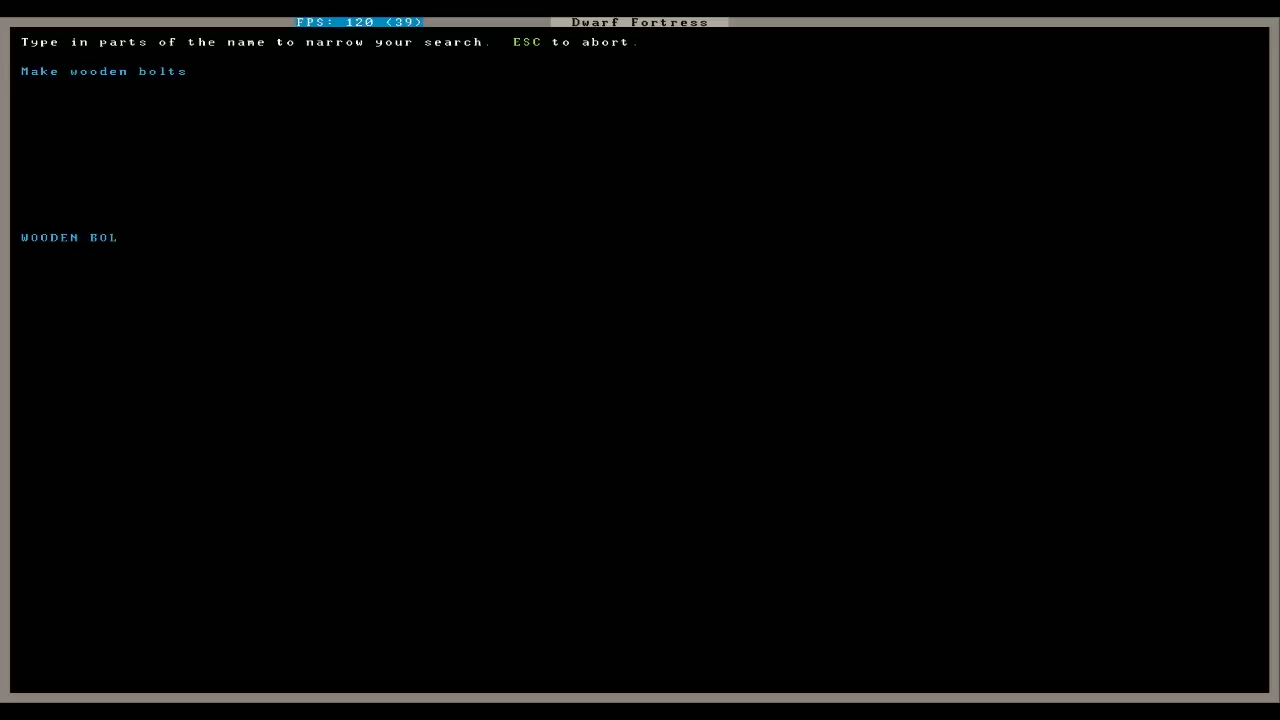 FPS: 120 (39)
Dwarf Fortress
Type in parts of the name to narrow your search. ESC to abort.
Make wooden bolts
WOODEN BOL